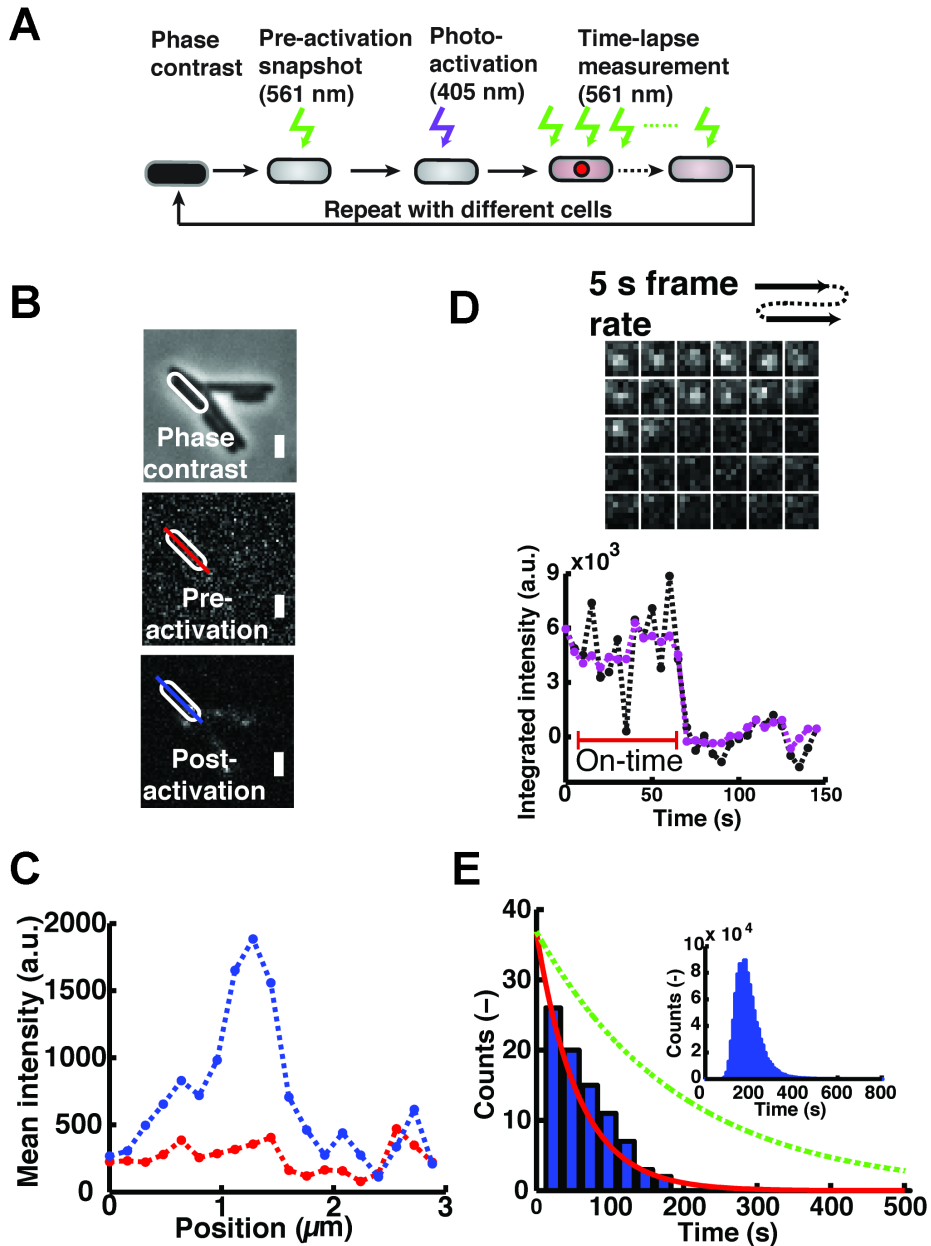 A
Phase
contrast
Pre-activation
snapshot
(561 nm)
Photo-
activation
(405 nm)
Time-lapse
measurement
(561 nm)
Repeat with different cells
B
Phase
contrast
Pre-
activation
Post-
activation
C
2000
1500
1000
500
0
Mean intensity (a.u.)
0 1 2 3
Position (μm)
D
5 s frame
rate
x10³
9
6
3
0
Integrated intensity (a.u.)
On-time
0 50 100 150
Time (s)
E
40
30
20
10
0
Counts (–)
0 100 200 300 400 500
Time (s)
x 10⁴
10
8
6
4
2
0
Counts (-)
0 200 400 600 800
Time (s)